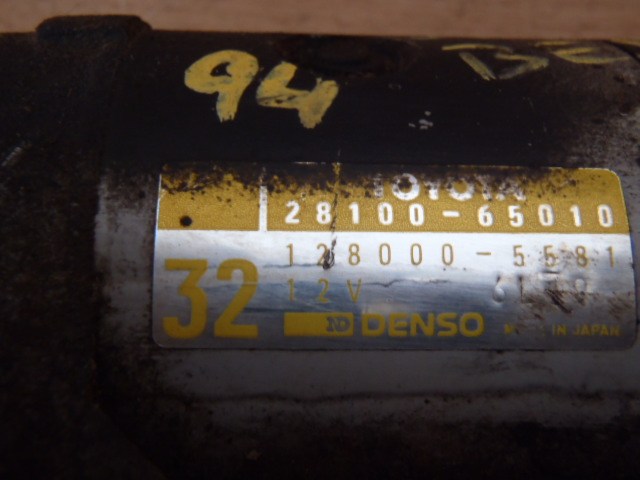 94
TOYOTA
28100-65010
128000-5581
32
12V
DENSO
IN JAPAN